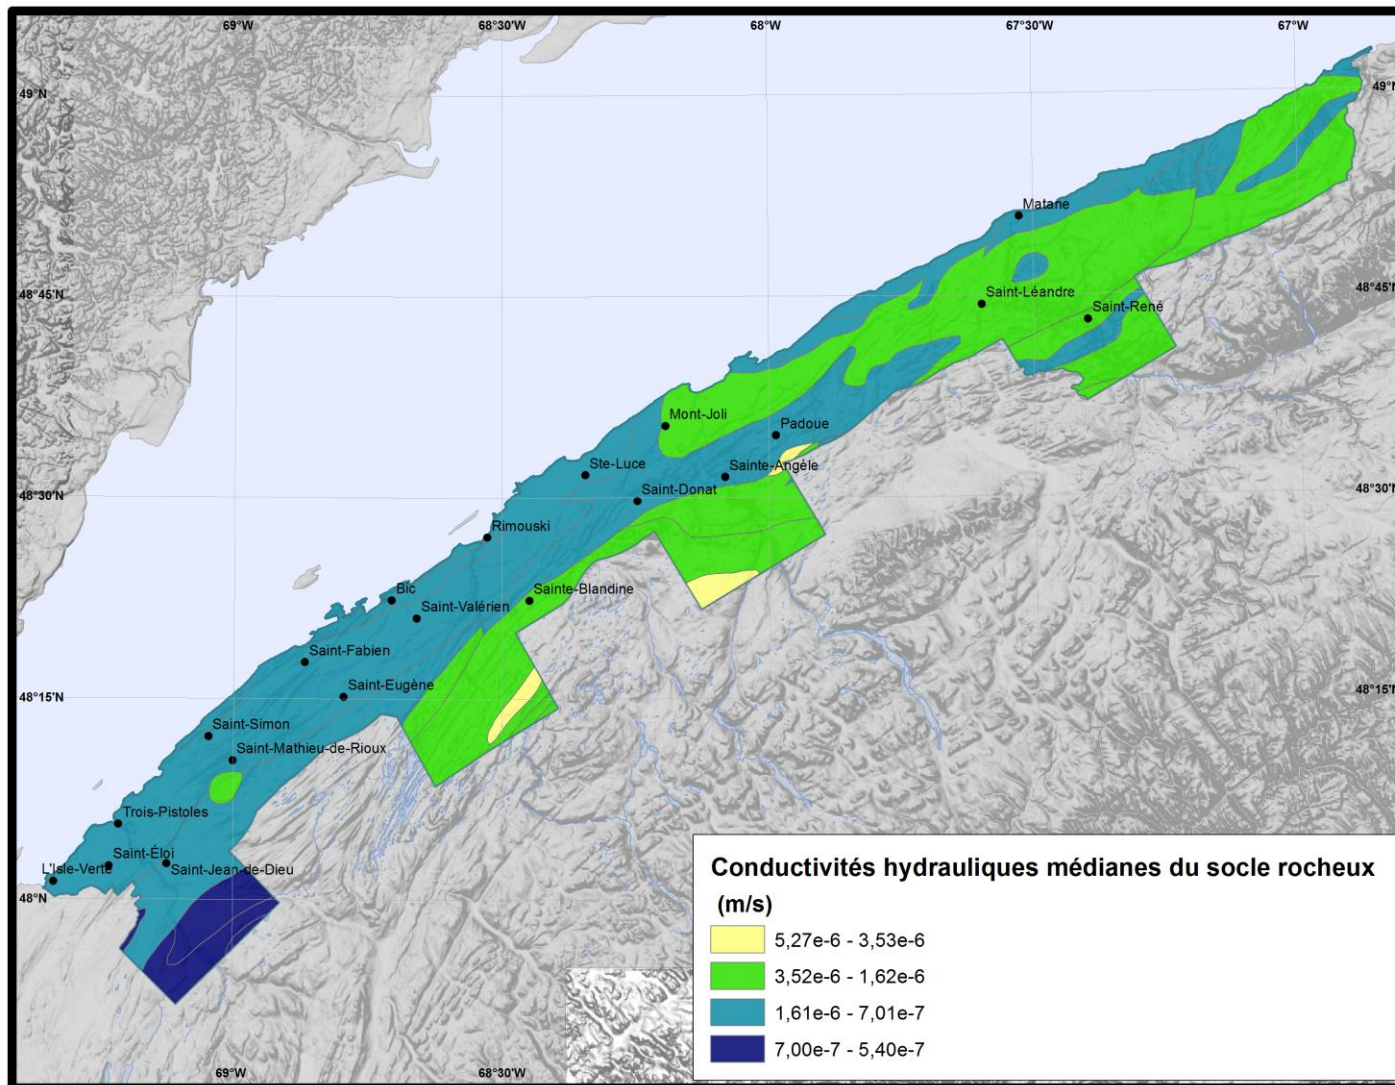 69°W
68°30'W
68°W
67°30'W
67°W
49°N
49°N
Matane
48°45'N
Saint-Léandre
48°45'N
Saint-René
Mont-Joli
Padoue
Ste-Luce
Sainte-Angèle
48°30'N
Saint-Donat
48°30'N
Rimouski
Bic
Sainte-Blandine
Saint-Valérien
Saint-Fabien
48°15'N
Saint-Eugène
48°15'N
Saint-Simon
Saint-Mathieu-de-Rioux
Trois-Pistoles
Saint-Éloi
L'Isle-Verte
Saint-Jean-de-Dieu
48°N
Conductivités hydrauliques médianes du socle rocheux
(m/s)
5,27e-6 - 3,53e-6
3,52e-6 - 1,62e-6
1,61e-6 - 7,01e-7
7,00e-7 - 5,40e-7
69°W
68°30'W